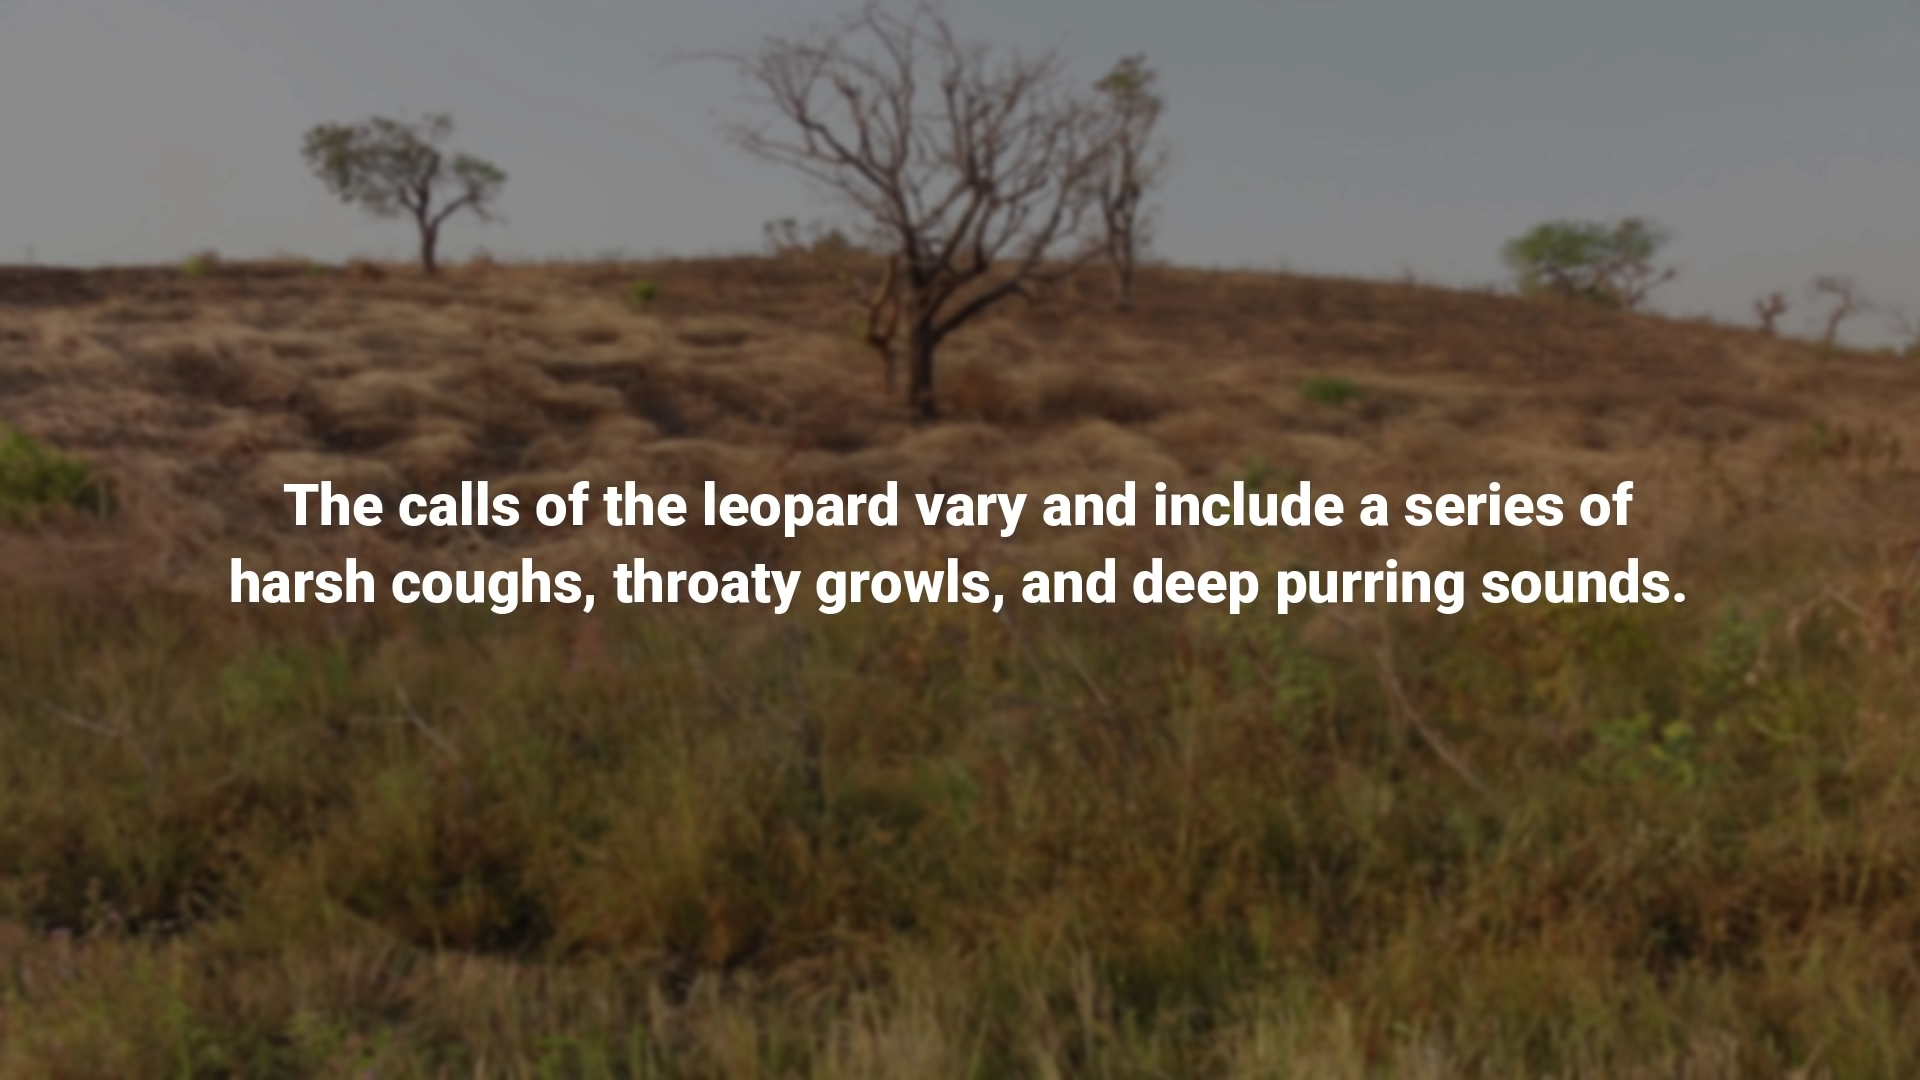 The calls of the leopard vary and include a series of
harsh coughs, throaty growls, and deep purring sounds.